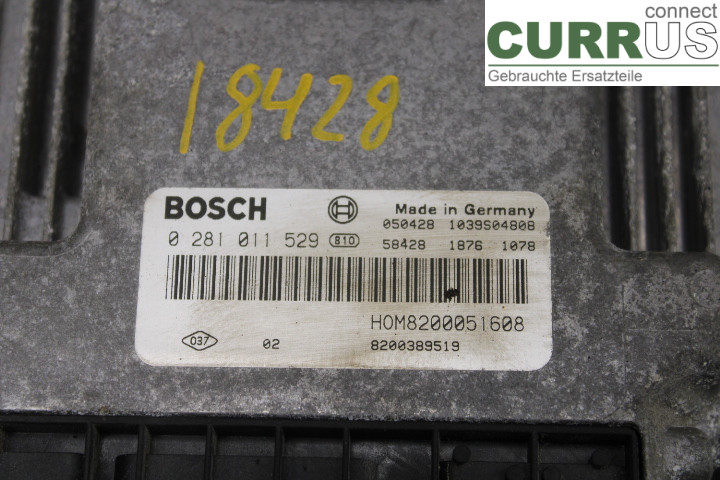 connect
CURRUS
Gebrauchte Ersatzteile
18428
BOSCH
Made in Germany
050428 1039S04808
0 281 011 529 810
58428 1876 1078
HOM8200051608
037 02
8200389519